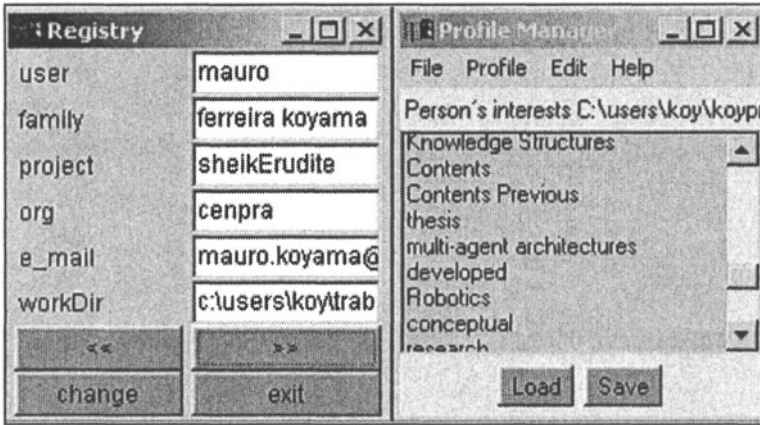 Registry
user mauro
family ferreira koyama
project sheikErudite
org cenpra
e_mail mauro.koyama@
workDir c:\users\koy\trab
<< >>
change exit
Profile Manager
File Profile Edit Help
Person´s interests C:\users\koy\koypr
Knowledge Structures
Contents
Contents Previous
thesis
multi-agent architectures
developed
Robotics
conceptual
research
Load Save